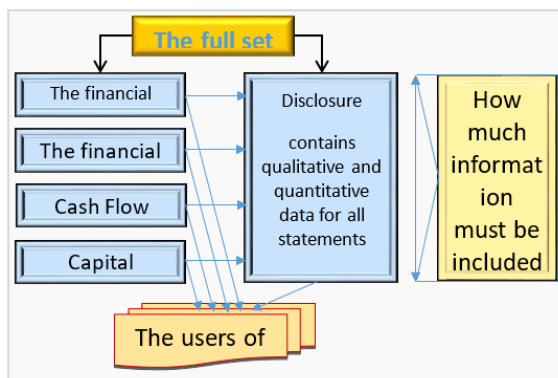 The full set
The financial
The financial
Cash Flow
Capital
Disclosure
contains
qualitative and
quantitative
data for all
statements
How
much
informat
ion
must be
included
The users of